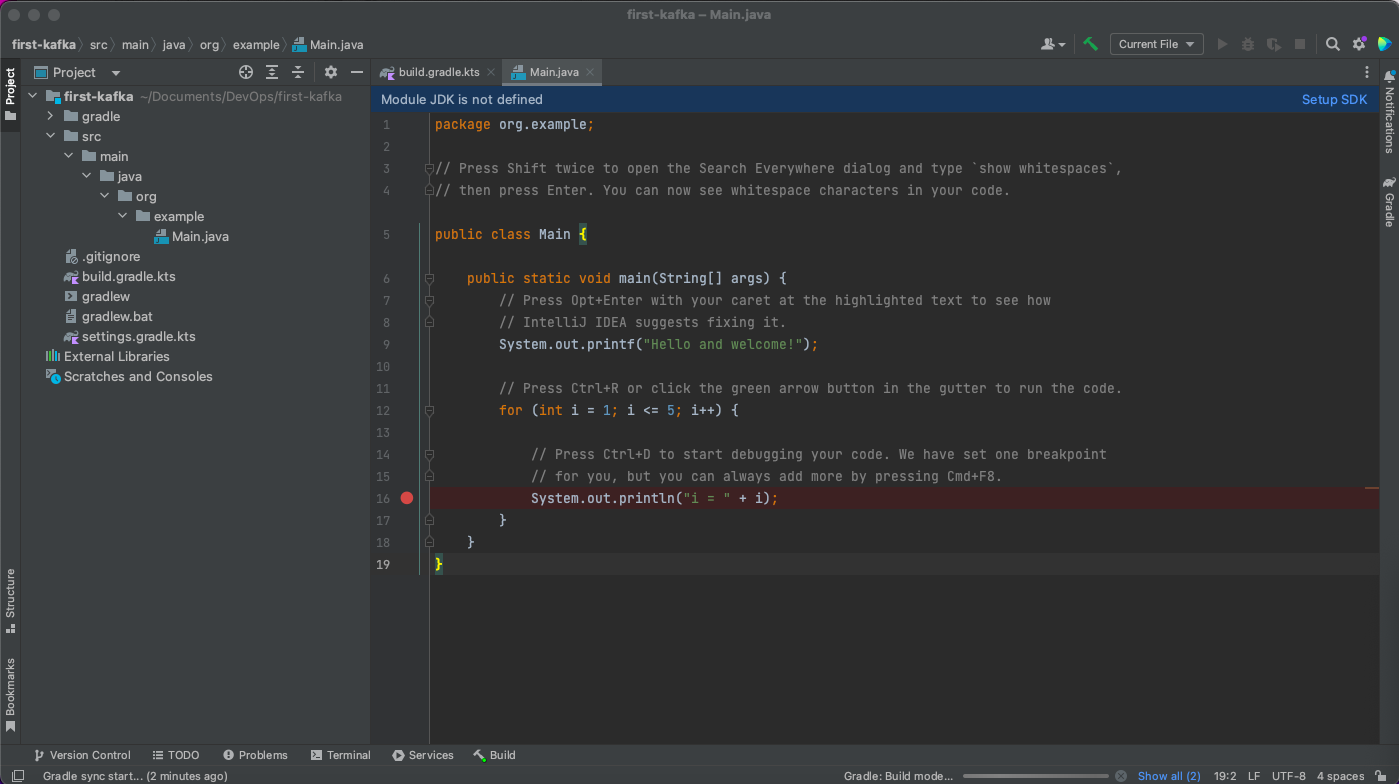 first-kafka – Main.java
first-kafka src main java org example Main.java
Current File
Project
Project
build.gradle.kts
Main.java
Module JDK is not defined
Setup SDK
first-kafka ~/Documents/DevOps/first-kafka
gradle
src
main
java
org
example
Main.java
.gitignore
build.gradle.kts
gradlew
gradlew.bat
settings.gradle.kts
External Libraries
Scratches and Consoles
1 package org.example;
2
3 // Press Shift twice to open the Search Everywhere dialog and type `show whitespaces`,
4 // then press Enter. You can now see whitespace characters in your code.
5 public class Main {
6 public static void main(String[] args) {
7 // Press Opt+Enter with your caret at the highlighted text to see how
8 // IntelliJ IDEA suggests fixing it.
9 System.out.printf("Hello and welcome!");
10
11 // Press Ctrl+R or click the green arrow button in the gutter to run the code.
12 for (int i = 1; i <= 5; i++) {
13
14 // Press Ctrl+D to start debugging your code. We have set one breakpoint
15 // for you, but you can always add more by pressing Cmd+F8.
16 System.out.println("i = " + i);
17 }
18 }
19 }
Notifications
Gradle
Structure
Bookmarks
Version Control TODO Problems Terminal Services Build
Gradle sync start... (2 minutes ago)
Gradle: Build mode...
Show all (2)
19:2 LF UTF-8 4 spaces